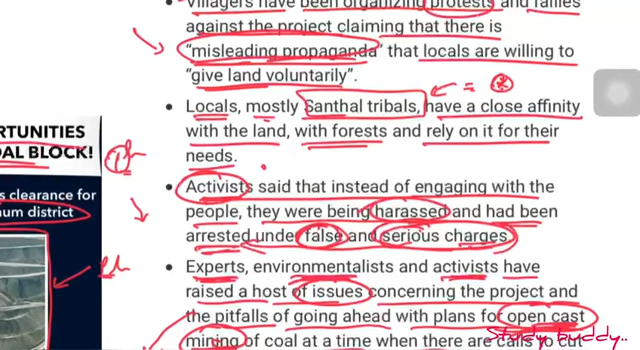 Villagers have been organizing protests and rallies
against the project claiming that there is
“misleading propaganda” that locals are willing to
“give land voluntarily”.
Locals, mostly Santhal tribals, have a close affinity
with the land, with forests and rely on it for their
needs.
Activists said that instead of engaging with the
people, they were being harassed and had been
arrested under false and serious charges.
Experts, environmentalists and activists have
raised a host of issues concerning the project and
the pitfalls of going ahead with plans for open cast
mining of coal at a time when there are calls to cut
RTUNITIES
OAL BLOCK!
s clearance for
hum district
Study buddy..